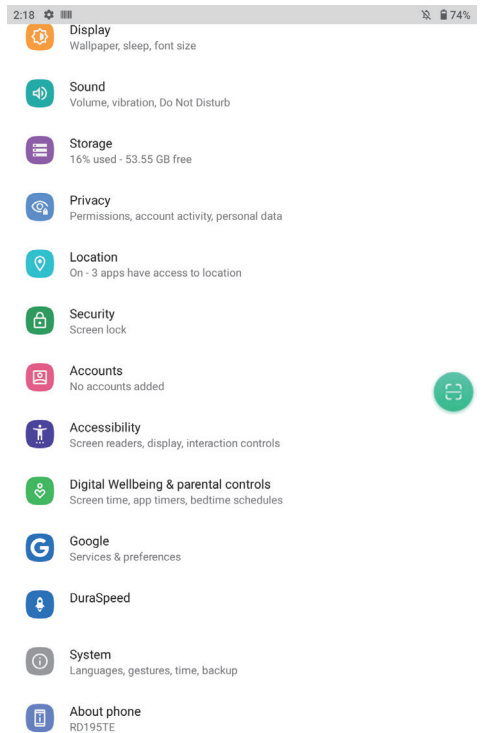 2:18
74%
Display
Wallpaper, sleep, font size
Sound
Volume, vibration, Do Not Disturb
Storage
16% used - 53.55 GB free
Privacy
Permissions, account activity, personal data
Location
On - 3 apps have access to location
Security
Screen lock
Accounts
No accounts added
Accessibility
Screen readers, display, interaction controls
Digital Wellbeing & parental controls
Screen time, app timers, bedtime schedules
G
Google
Services & preferences
DuraSpeed
System
Languages, gestures, time, backup
About phone
RD195TE